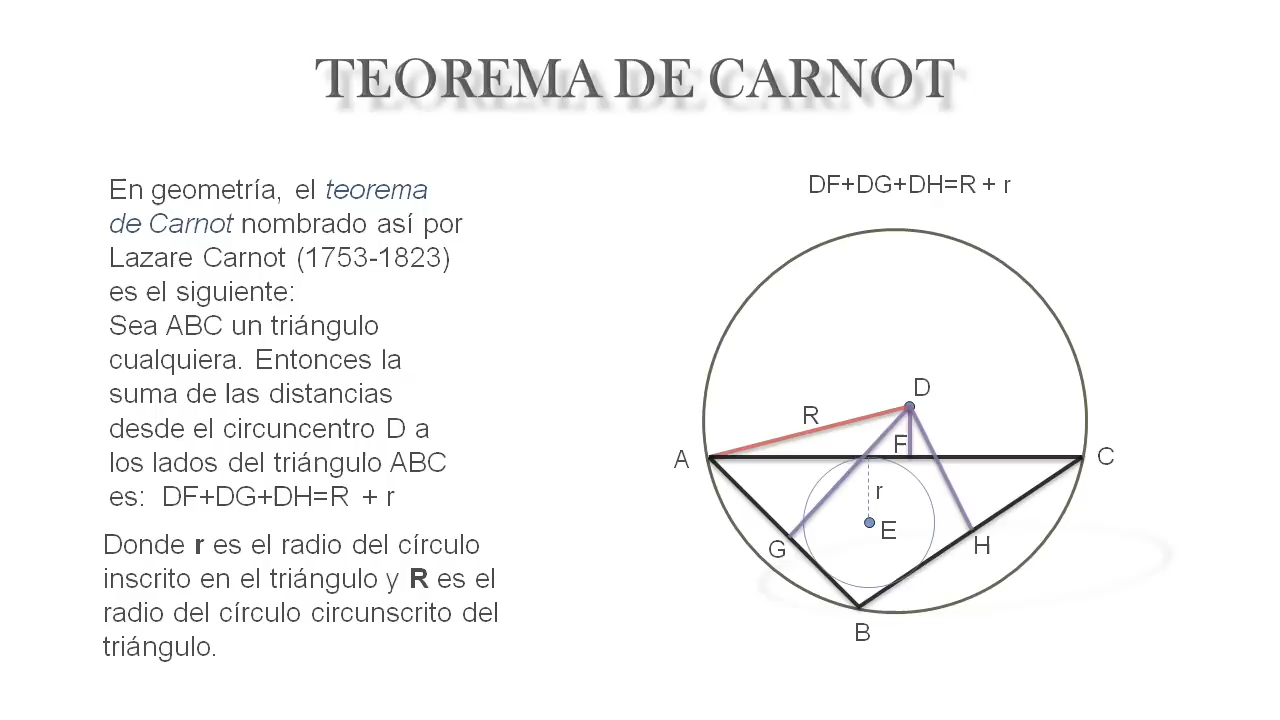 TEOREMA DE CARNOT
En geometría, el teorema
de Carnot nombrado así por
Lazare Carnot (1753-1823)
es el siguiente:
Sea ABC un triángulo
cualquiera. Entonces la
suma de las distancias
desde el circuncentro D a
los lados del triángulo ABC
es: DF+DG+DH=R + r
Donde r es el radio del círculo
inscrito en el triángulo y R es el
radio del círculo circunscrito del
triángulo.
DF+DG+DH=R + r
D
R
F
A
C
r
E
G
H
B